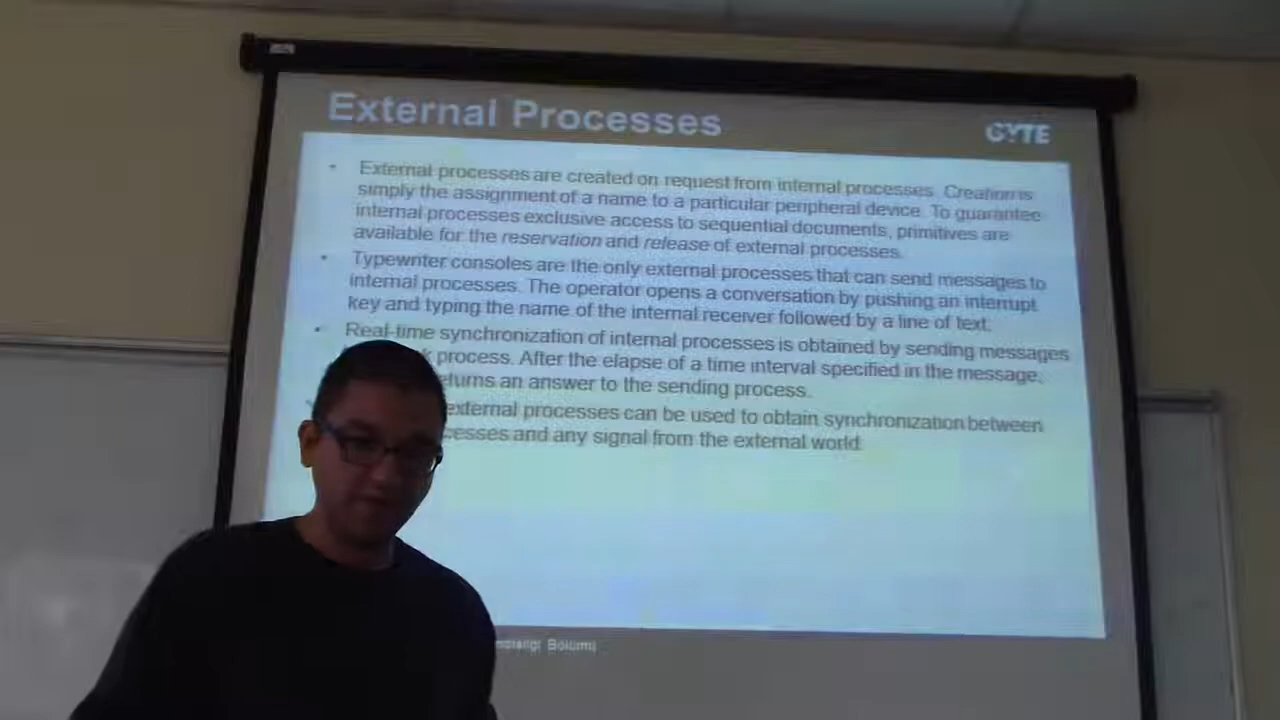 External Processes
GYTE
• External processes are created on request from internal processes. Creation is
simply the assignment of a name to a particular peripheral device. To guarantee
internal processes exclusive access to sequential documents, primitives are
available for the reservation and release of external processes.
• Typewriter consoles are the only external processes that can send messages to
internal processes. The operator opens a conversation by pushing an interrupt
key and typing the name of the internal receiver followed by a line of text.
• Real-time synchronization of internal processes is obtained by sending messages
process. After the elapse of a time interval specified in the message,
returns an answer to the sending process.
external processes can be used to obtain synchronization between
and any signal from the external world.
Bölümü